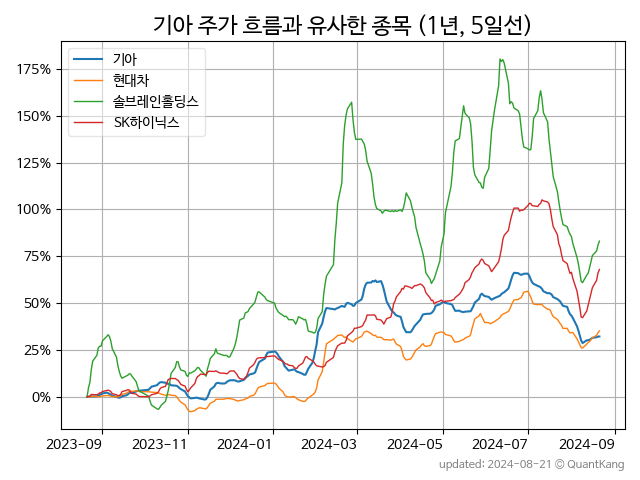 기아 주가 흐름과 유사한 종목 (1년, 5일선)
기아
현대차
솔브레인홀딩스
SK하이닉스
175%
150%
125%
100%
75%
50%
25%
0%
2023-09 2023-11 2024-01 2024-03 2024-05 2024-07 2024-09
updated: 2024-08-21 © QuantKang